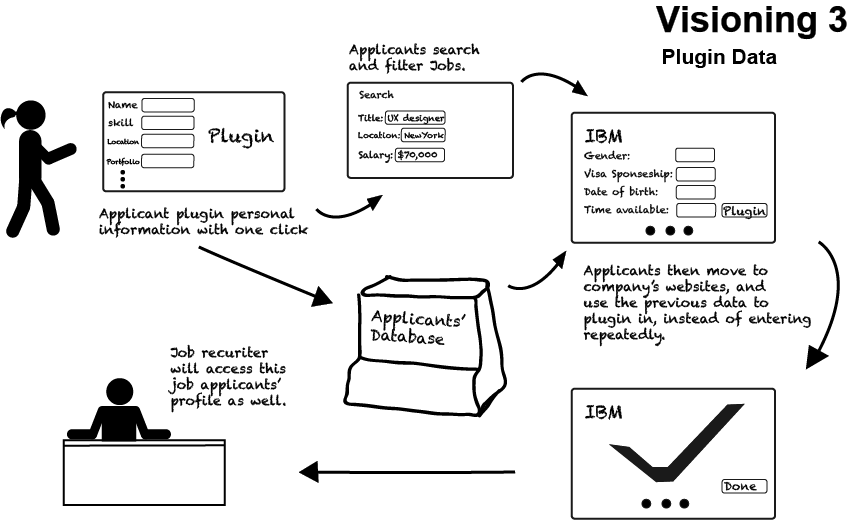 Visioning 3
Plugin Data
Name
skill
Location
Portfolio
Plugin
Applicant plugin personal
information with one click
Applicants search
and filter Jobs.
Search
Title: UX designer
Location: NewYork
Salary: $70,000
IBM
Gender:
Visa Sponseship:
Date of birth:
Time available:
Plugin
Applicants' 
Database
Applicants then move to
company's websites, and
use the previous data to
plugin in, instead of entering
repeatedly.
Job recuriter
will access this
job applicants'
profile as well.
IBM
Done